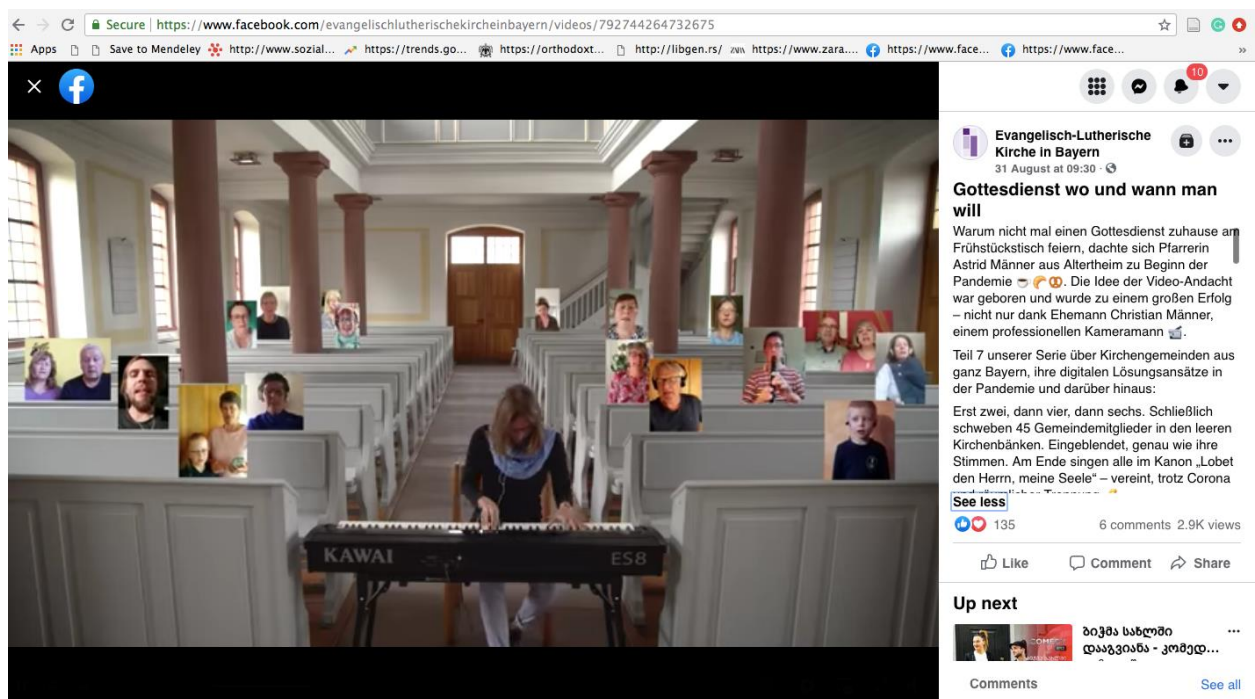 Secure | https://www.facebook.com/evangelischlutherischekircheinbayern/videos/792744264732675
Apps Save to Mendeley http://www.sozial... https://trends.go... https://orthodoxt... http://libgen.rs/ ZARA https://www.zara.... https://www.face... https://www.face... »
10
Evangelisch-Lutherische
Kirche in Bayern
31 August at 09:30 ·
Gottesdienst wo und wann man
will
Warum nicht mal einen Gottesdienst zuhause am
Frühstückstisch feiern, dachte sich Pfarrerin
Astrid Männer aus Altertheim zu Beginn der
Pandemie ☕🥐🥨. Die Idee der Video-Andacht
war geboren und wurde zu einem großen Erfolg
– nicht nur dank Ehemann Christian Männer,
einem professionellen Kameramann 🎥.
Teil 7 unserer Serie über Kirchengemeinden aus
ganz Bayern, ihre digitalen Lösungsansätze in
der Pandemie und darüber hinaus:
Erst zwei, dann vier, dann sechs. Schließlich
schweben 45 Gemeindemitglieder in den leeren
Kirchenbänken. Eingeblendet, genau wie ihre
Stimmen. Am Ende singen alle im Kanon „Lobet
den Herrn, meine Seele“ – vereint, trotz Corona
See less
135 6 comments 2.9K views
Like Comment Share
Up next
ბიჭმა სახლში
დააგვიანა - კომედ...
COMEDY
Comments See all
KAWAI ES8